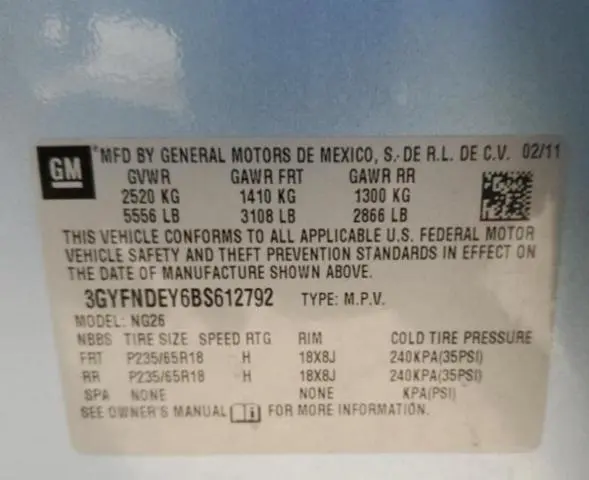 GM *MFD BY GENERAL MOTORS DE MEXICO, S. DE R.L. DE C.V. 02/11
GVWR GAWR FRT GAWR RR
2520 KG 1410 KG 1300 KG
5556 LB 3108 LB 2866 LB
THIS VEHICLE CONFORMS TO ALL APPLICABLE U.S. FEDERAL MOTOR
VEHICLE SAFETY AND THEFT PREVENTION STANDARDS IN EFFECT ON
THE DATE OF MANUFACTURE SHOWN ABOVE.
3GYFNDEY6BS612792 TYPE: M.P.V.
MODEL: NG26
NBBS TIRE SIZE SPEED RTG RIM COLD TIRE PRESSURE
FRT P235/65R18 H 18X8J 240KPA(35PSI)
RR P235/65R18 H 18X8J 240KPA(35PSI)
SPA NONE NONE KPA(PSI)
SEE OWNER'S MANUAL i FOR MORE INFORMATION.